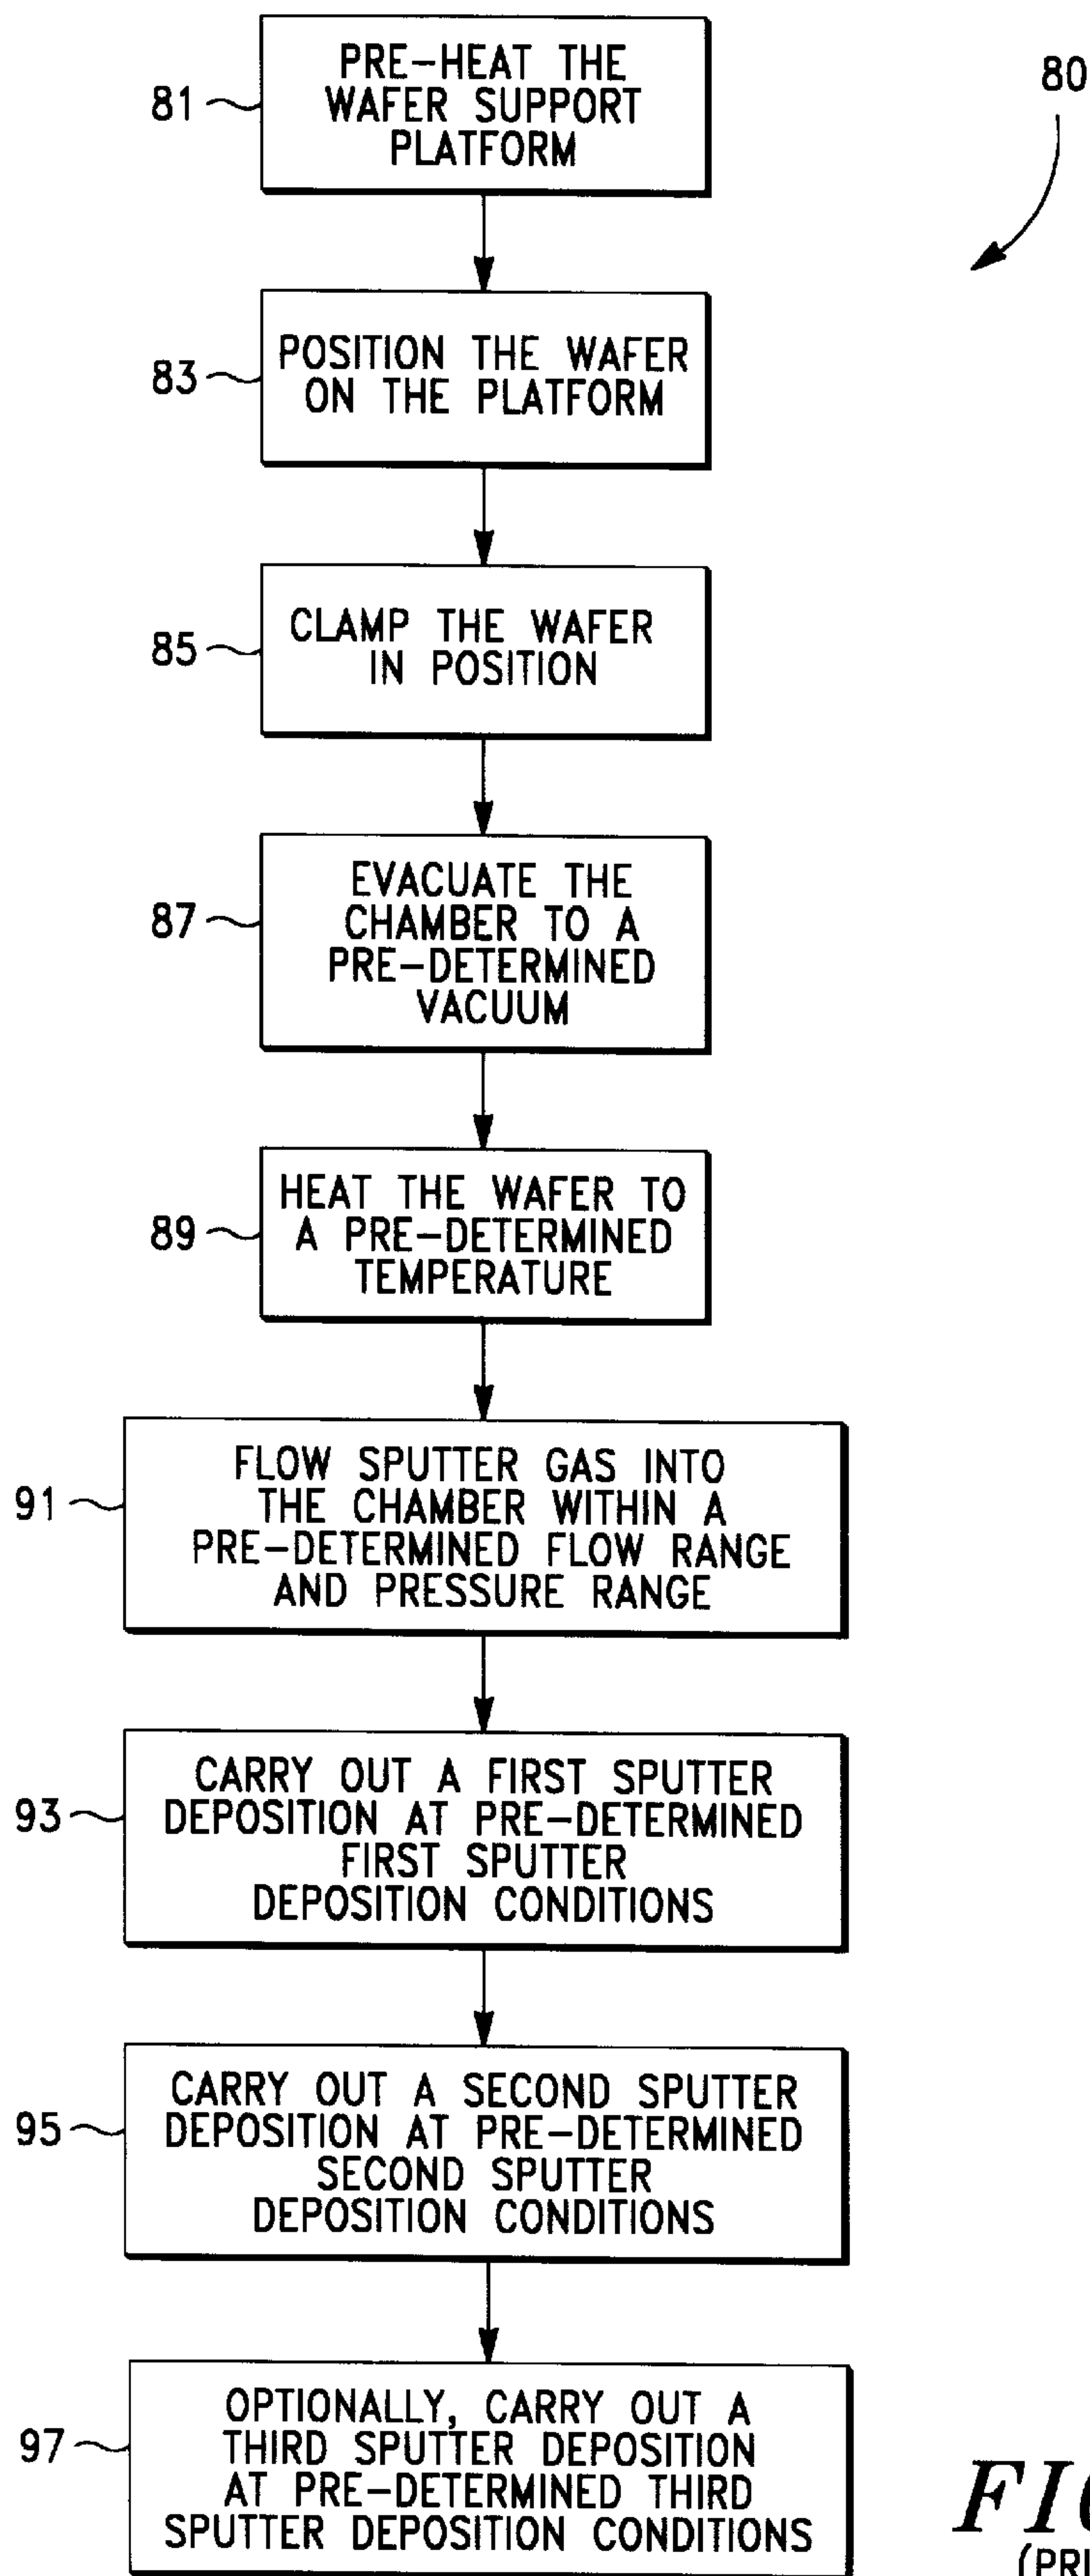 PRE-HEAT THE
WAFER SUPPORT
PLATFORM
81
80
POSITION THE WAFER
ON THE PLATFORM
83
CLAMP THE WAFER
IN POSITION
85
EVACUATE THE
CHAMBER TO A
PRE-DETERMINED
VACUUM
87
HEAT THE WAFER TO
A PRE-DETERMINED
TEMPERATURE
89
FLOW SPUTTER GAS INTO
THE CHAMBER WITHIN A
PRE-DETERMINED FLOW RANGE
AND PRESSURE RANGE
91
CARRY OUT A FIRST SPUTTER
DEPOSITION AT PRE-DETERMINED
FIRST SPUTTER
DEPOSITION CONDITIONS
93
CARRY OUT A SECOND SPUTTER
DEPOSITION AT PRE-DETERMINED
SECOND SPUTTER
DEPOSITION CONDITIONS
95
OPTIONALLY, CARRY OUT A
THIRD SPUTTER DEPOSITION
AT PRE-DETERMINED THIRD
SPUTTER DEPOSITION CONDITIONS
97